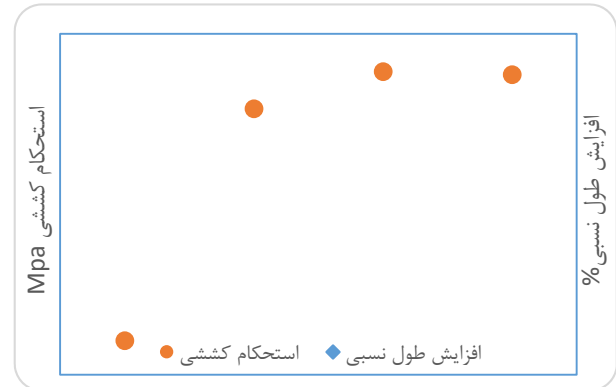 استحکام کششی Mpa
افزایش طول نسبی%
استحکام کششی
افزایش طول نسبی